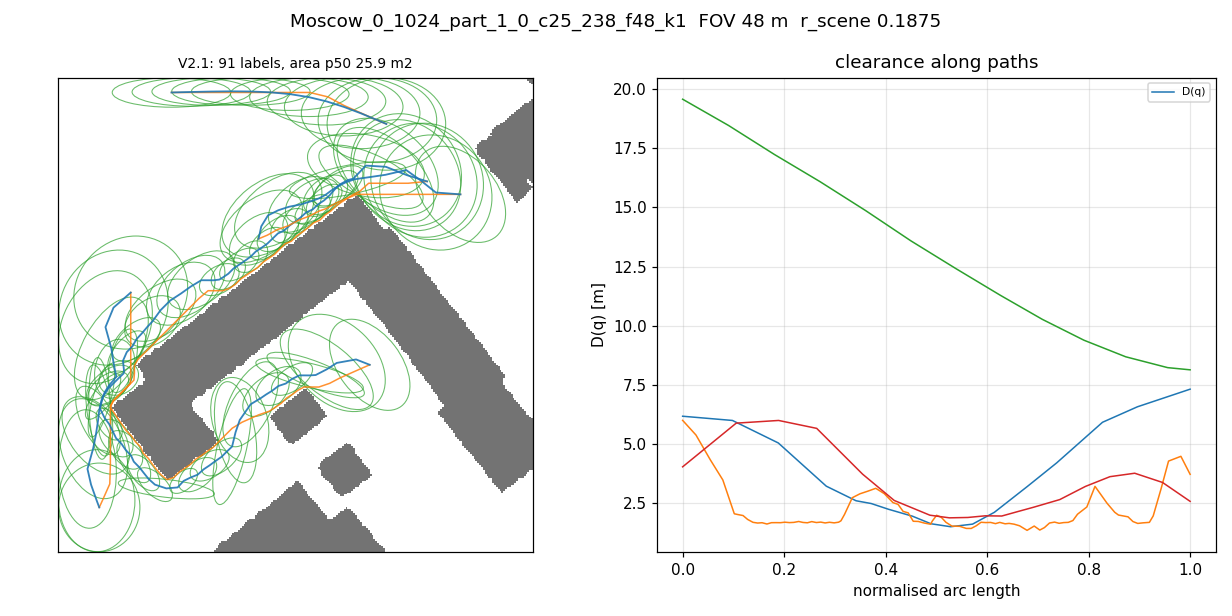 Moscow_0_1024_part_1_0_c25_238_f48_k1 FOV 48 m r_scene 0.1875
V2.1: 91 labels, area p50 25.9 m2
clearance along paths
D(q)
20.0
17.5
15.0
12.5
10.0
7.5
5.0
2.5
D(q) [m]
0.0 0.2 0.4 0.6 0.8 1.0
normalised arc length